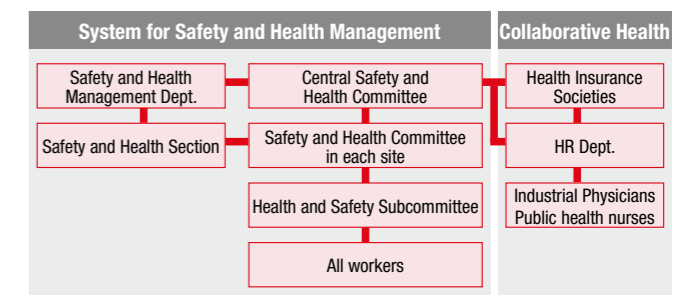 System for Safety and Health Management
Collaborative Health
Safety and Health
Management Dept.
Central Safety and
Health Committee
Health Insurance
Societies
Safety and Health Section
Safety and Health Committee
in each site
HR Dept.
Health and Safety Subcommittee
Industrial Physicians
Public health nurses
All workers